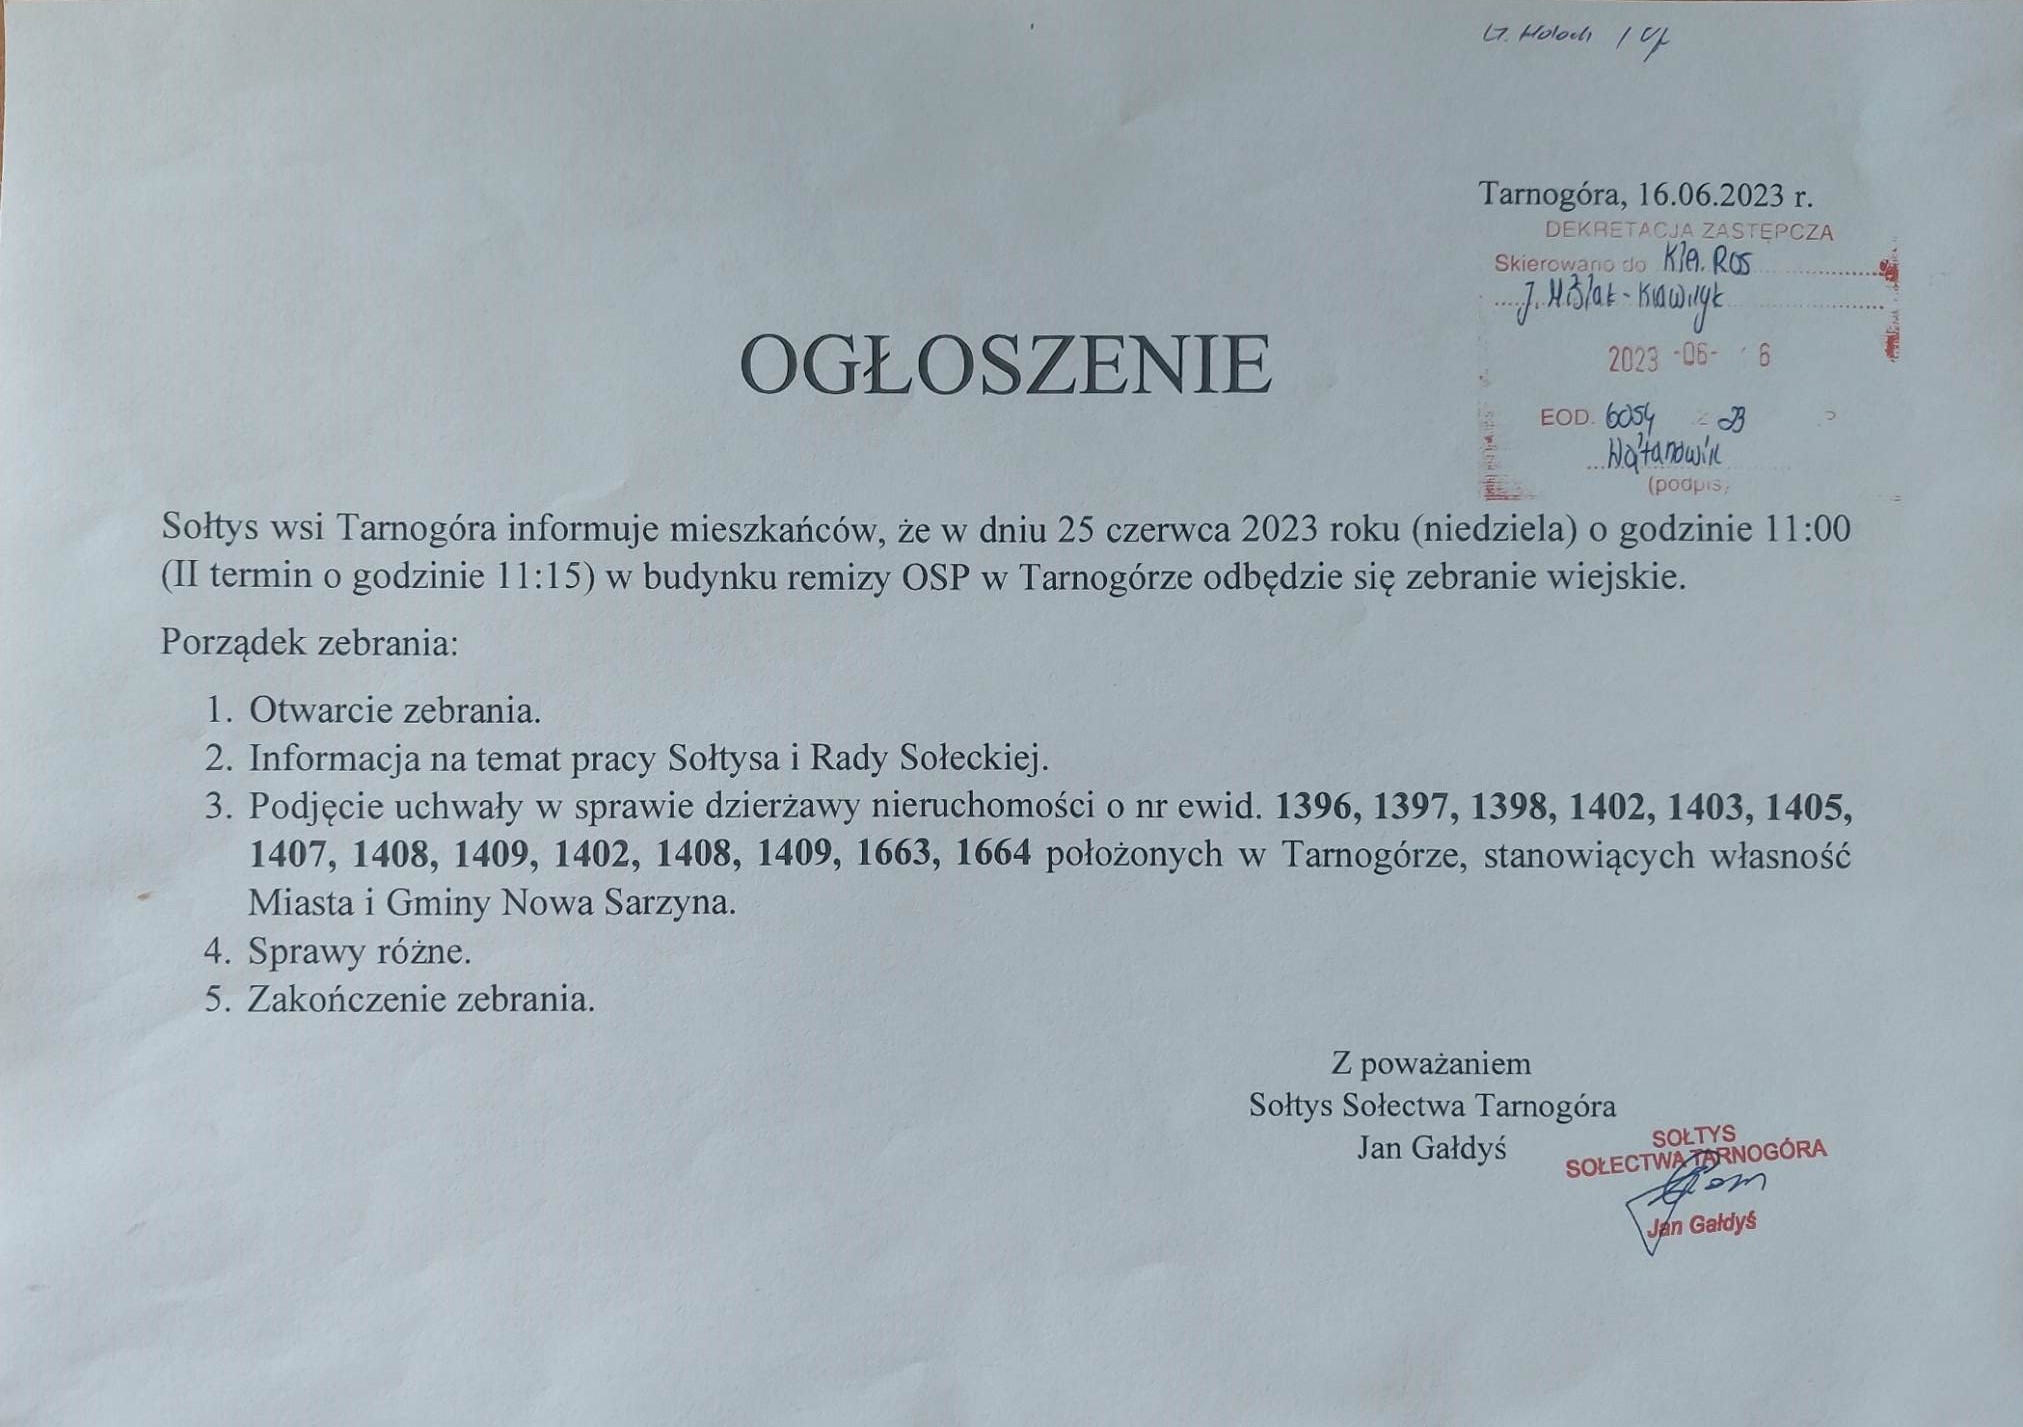 Tarnogóra, 16.06.2023 r.
DEKRETACJA ZASTĘPCZA
Skierowano do
2023 -06- 6
EOD. 6054 23
(podpis)
OGŁOSZENIE
Sołtys wsi Tarnogóra informuje mieszkańców, że w dniu 25 czerwca 2023 roku (niedziela) o godzinie 11:00
(II termin o godzinie 11:15) w budynku remizy OSP w Tarnogórze odbędzie się zebranie wiejskie.
Porządek zebrania:
1. Otwarcie zebrania.
2. Informacja na temat pracy Sołtysa i Rady Sołeckiej.
3. Podjęcie uchwały w sprawie dzierżawy nieruchomości o nr ewid. 1396, 1397, 1398, 1402, 1403, 1405,
1407, 1408, 1409, 1402, 1408, 1409, 1663, 1664 położonych w Tarnogórze, stanowiących własność
Miasta i Gminy Nowa Sarzyna.
4. Sprawy różne.
5. Zakończenie zebrania.
Z poważaniem
Sołtys Sołectwa Tarnogóra
Jan Gałdyś
SOŁTYS
SOŁECTWA TARNOGÓRA
Jan Gałdyś